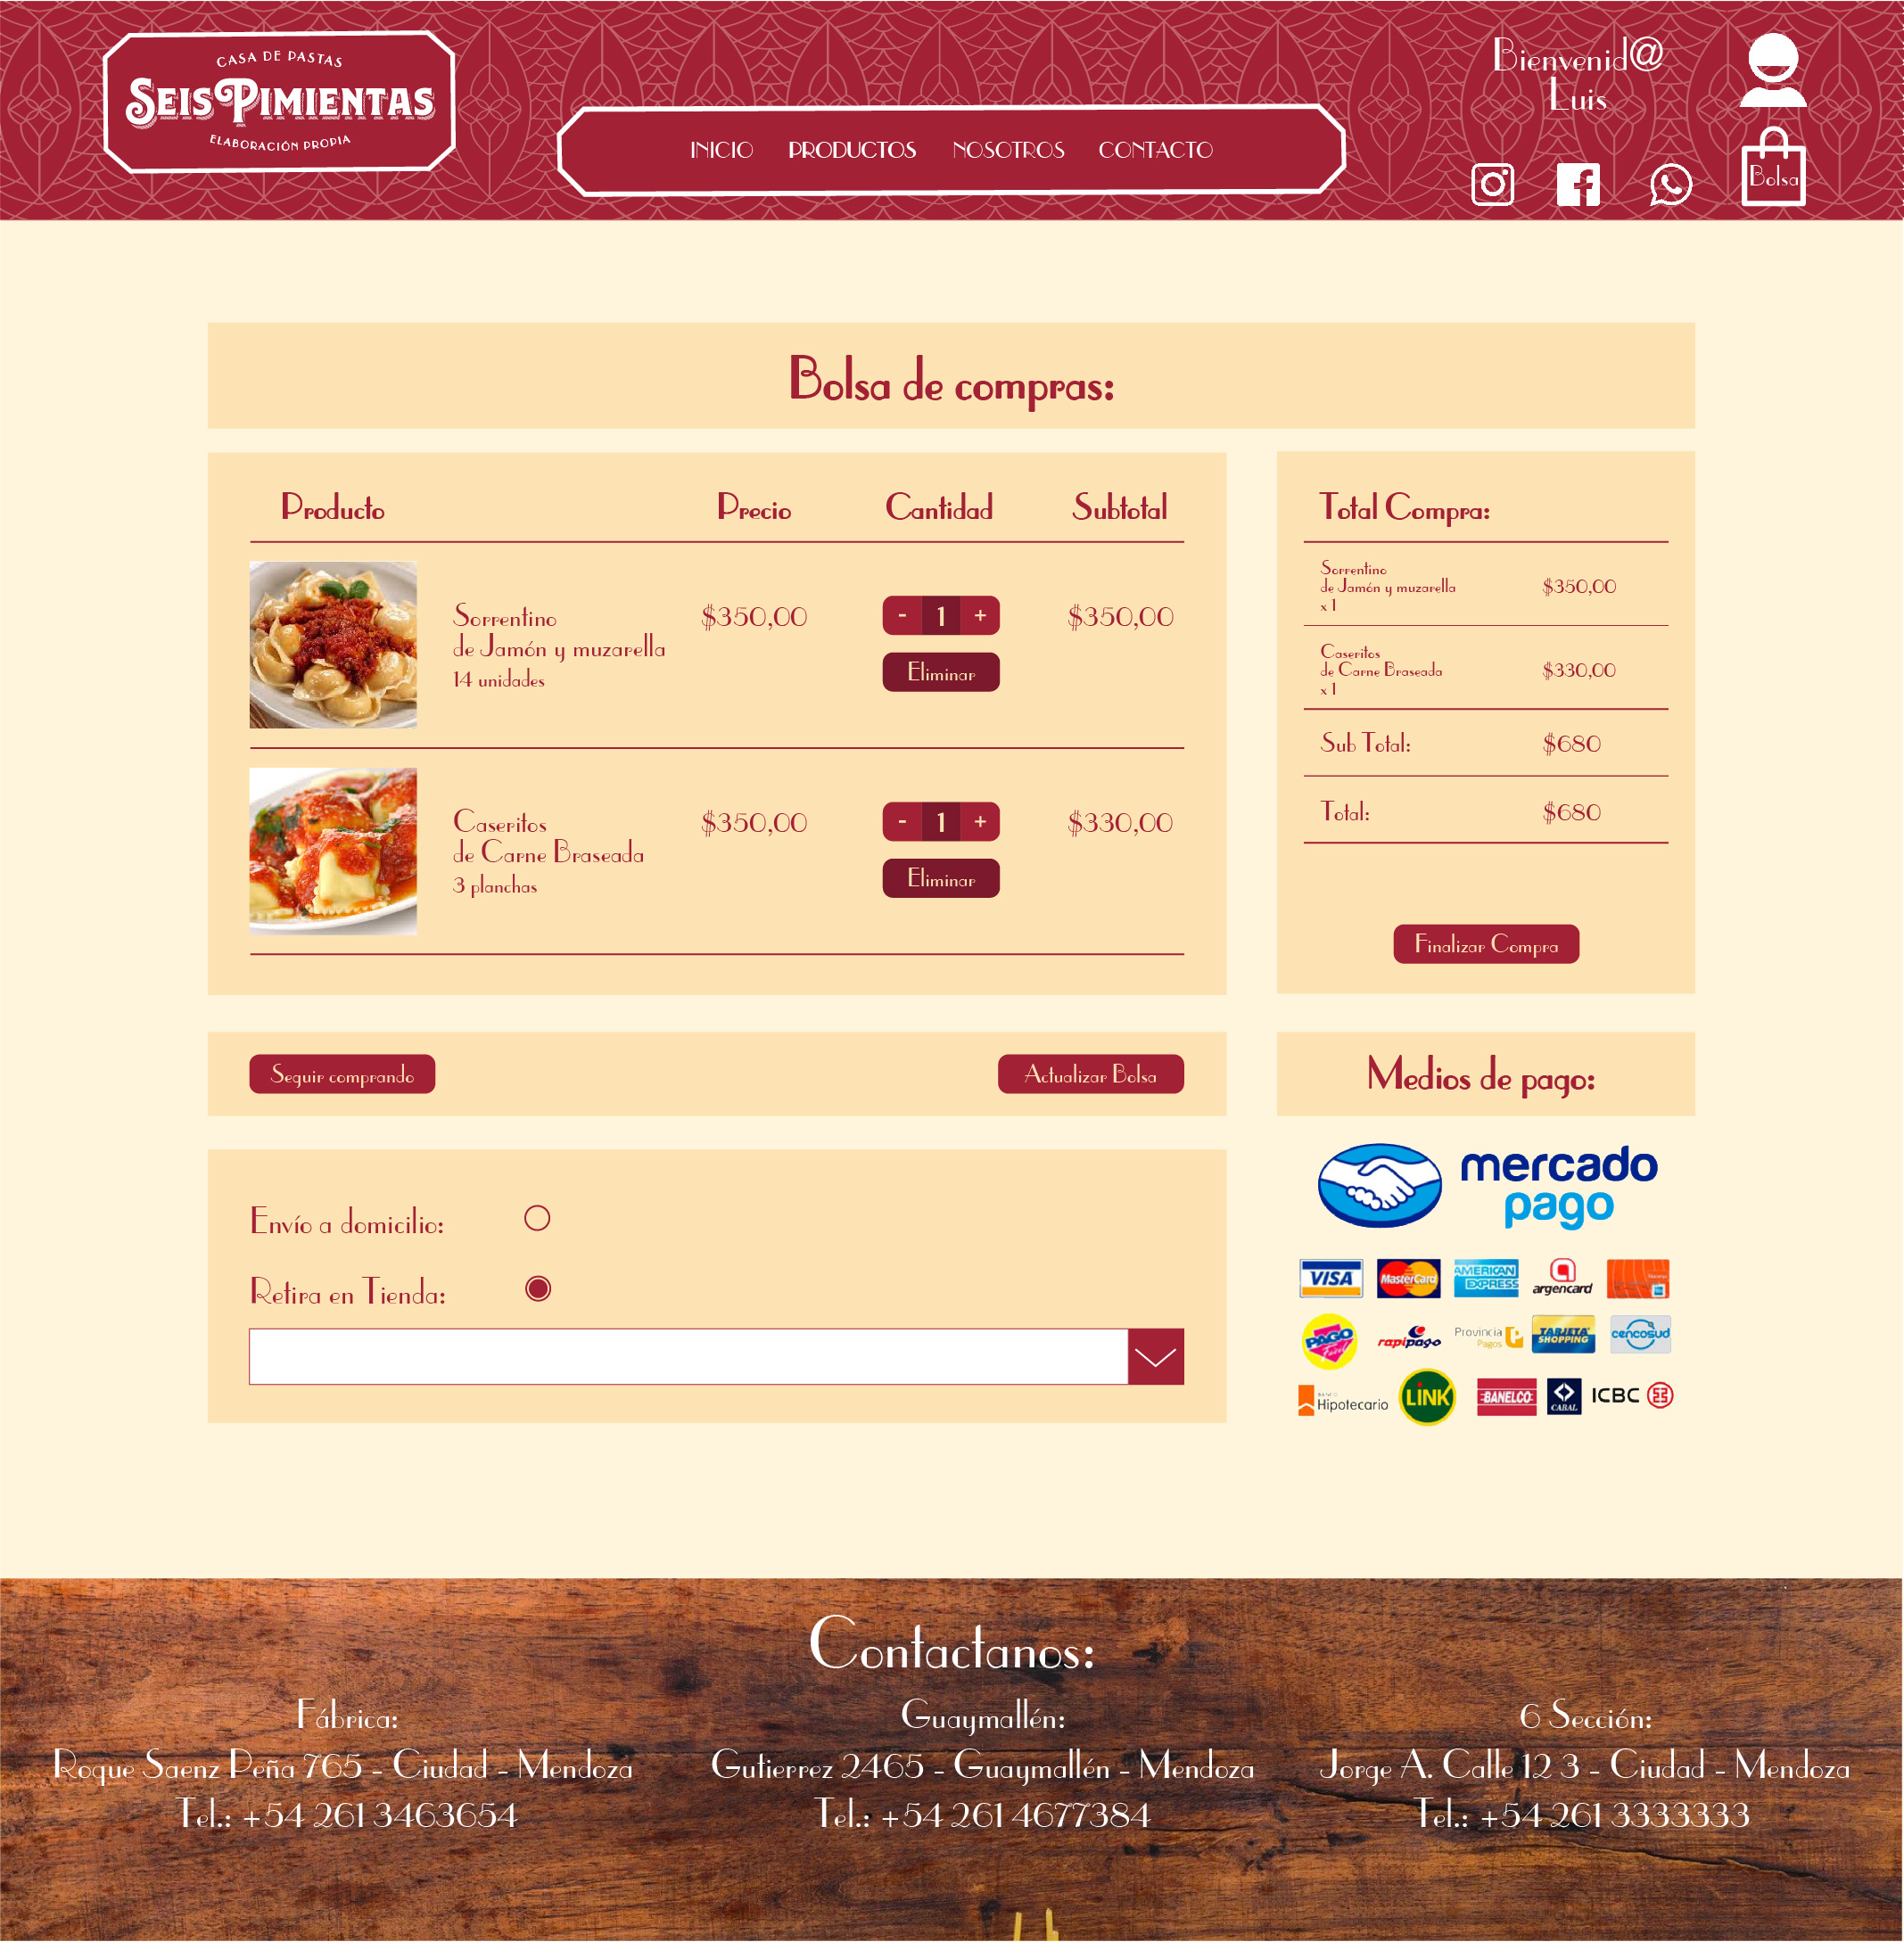 CASA DE PASTAS
SEIS PIMIENTAS
ELABORACIÓN PROPIA
INICIO PRODUCTOS NOSOTROS CONTACTO
Bienvenid@
Luis
Bolsa
Bolsa de compras:
Producto Precio Cantidad Subtotal
Sorrentino
de Jamón y muzarella
14 unidades
$350,00 - 1 + $350,00
Eliminar
Caseritos
de Carne Braseada
3 planchas
$350,00 - 1 + $330,00
Eliminar
Total Compra:
Sorrentino
de Jamón y muzarella
x 1
$350,00
Caseritos
de Carne Braseada
x 1
$330,00
Sub Total: $680
Total: $680
Finalizar Compra
Seguir comprando Actualizar Bolsa
Envío a domicilio:
Retira en Tienda:
Medios de pago:
mercado
pago
VISA MasterCard AMERICAN EXPRESS argencard
PAGO Fácil rapipago Provincia Pagos TARJETA SHOPPING cencosud
Hipotecario LINK BANELCO CABAL ICBC
Contactanos:
Fábrica:
Roque Saenz Peña 765 - Ciudad - Mendoza
Tel.: +54 261 3463654
Guaymallén:
Gutierrez 2465 - Guaymallén - Mendoza
Tel.: +54 261 4677384
6 Sección:
Jorge A. Calle 12 3 - Ciudad - Mendoza
Tel.: +54 261 3333333